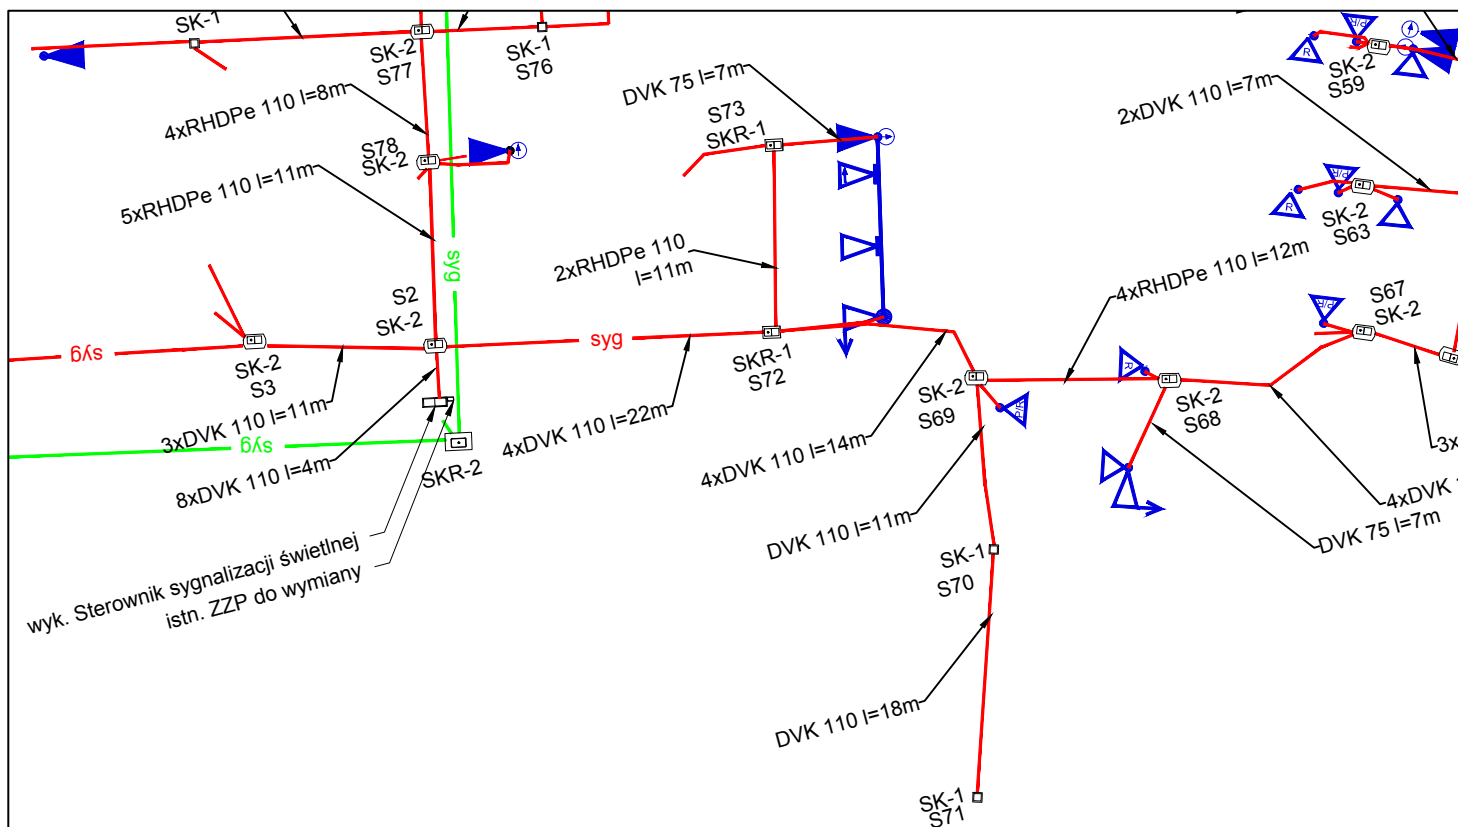 SK-1
SK-2
S77
SK-1
S76
4xRHDPe 110 l=8m
DVK 75 l=7m
S73
SKR-1
P/R
R
SK-2
S59
2xDVK 110 l=7m
S78
SK-2
5xRHDPe 110 l=11m
syg
2xRHDPe 110
l=11m
P/R
R
SK-2
S63
4xRHDPe 110 l=12m
S2
SK-2
syg
SK-2
S3
syg
SKR-1
S72
P/R
S67
SK-2
R
SK-2
S69
P/R
SK-2
S68
3xDVK 110 l=11m
syg
8xDVK 110 l=4m
SKR-2
4xDVK 110 l=22m
4xDVK 110 l=14m
3x
4xDVK 1
DVK 75 l=7m
DVK 110 l=11m
SK-1
S70
wyk. Sterownik sygnalizacji świetlnej
istn. ZZP do wymiany
DVK 110 l=18m
SK-1
S71